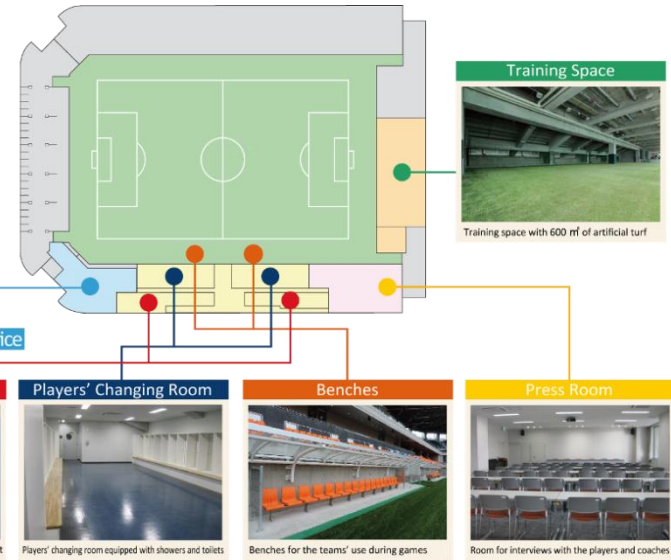 Training Space
Training space with 600 ㎡ of artificial turf
ice
Players' Changing Room
Benches
Press Room
t
Players' changing room equipped with showers and toilets
Benches for the teams' use during games
Room for interviews with the players and coaches